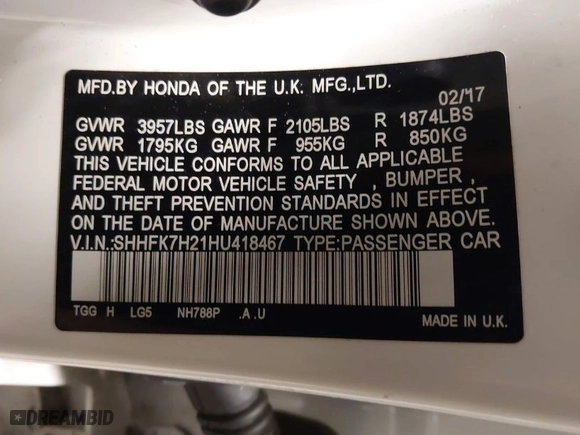 MFD.BY HONDA OF THE U.K. MFG.,LTD.
02/17
GVWR 3957LBS GAWR F 2105LBS R 1874LBS
GVWR 1795KG GAWR F 955KG R 850KG
THIS VEHICLE CONFORMS TO ALL APPLICABLE
FEDERAL MOTOR VEHICLE SAFETY , BUMPER ,
AND THEFT PREVENTION STANDARDS IN EFFECT
ON THE DATE OF MANUFACTURE SHOWN ABOVE.
V.I.N.:SHHFK7H21HU418467 TYPE:PASSENGER CAR
TGG H LG5 NH788P .A .U
MADE IN U.K.
DREAMBID